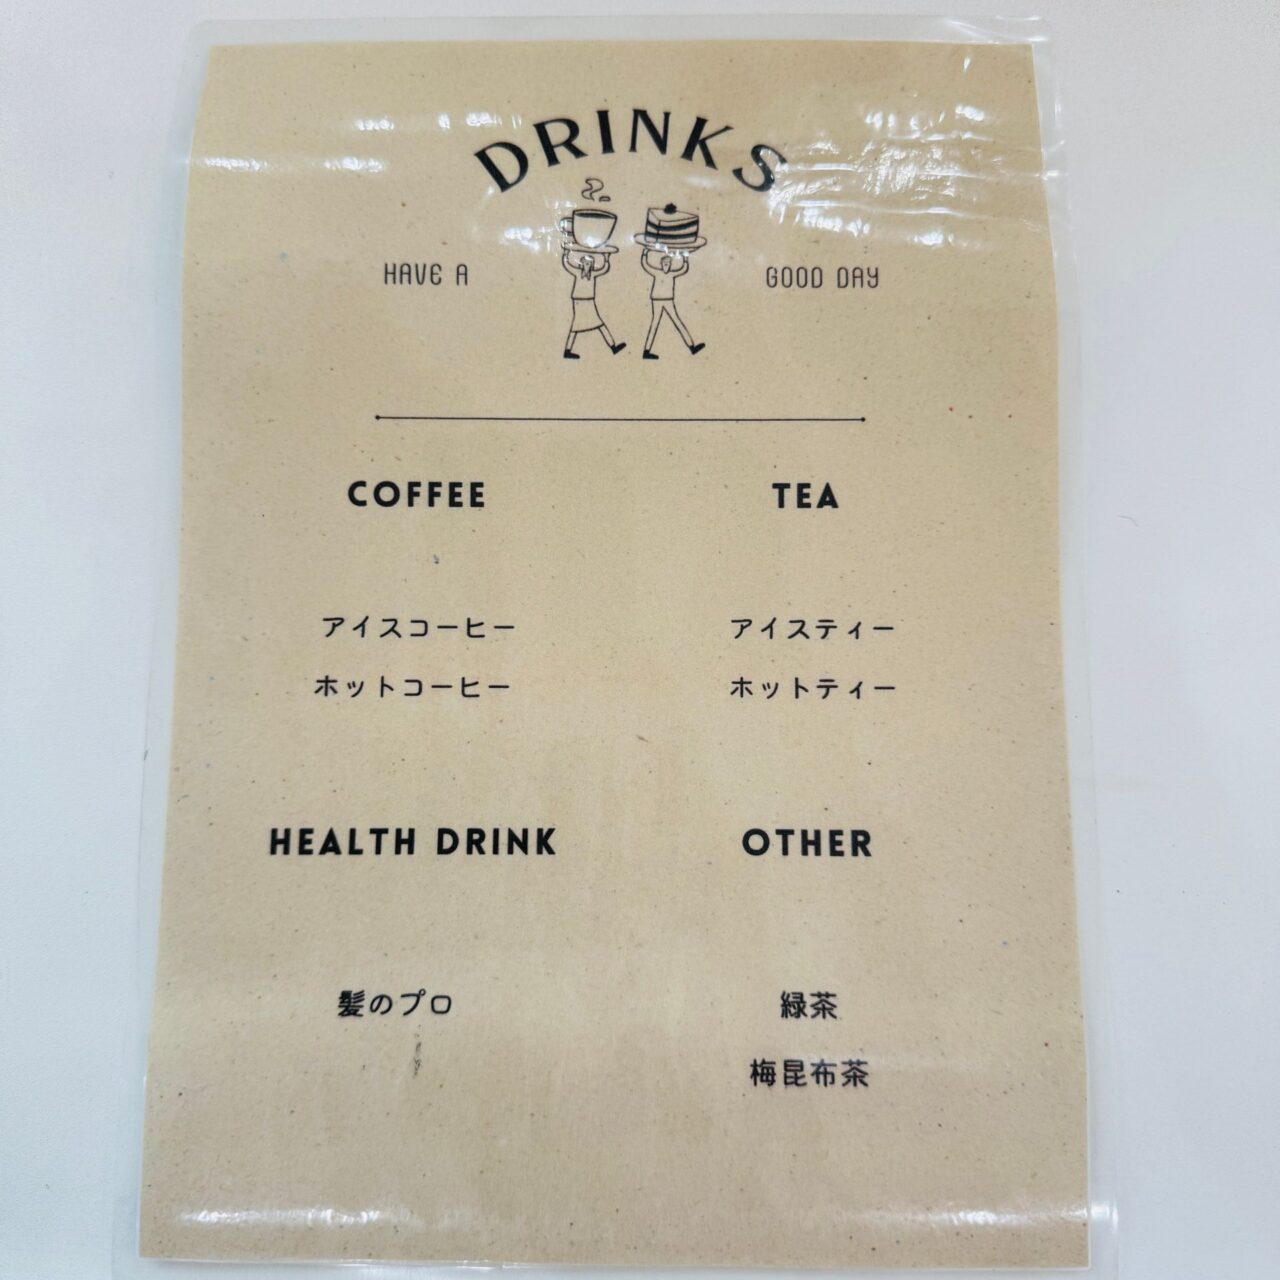 DRINKS
HAVE A
GOOD DAY
COFFEE
アイスコーヒー
ホットコーヒー
TEA
アイスティー
ホットティー
HEALTH DRINK
髪のプロ
OTHER
緑茶
梅昆布茶